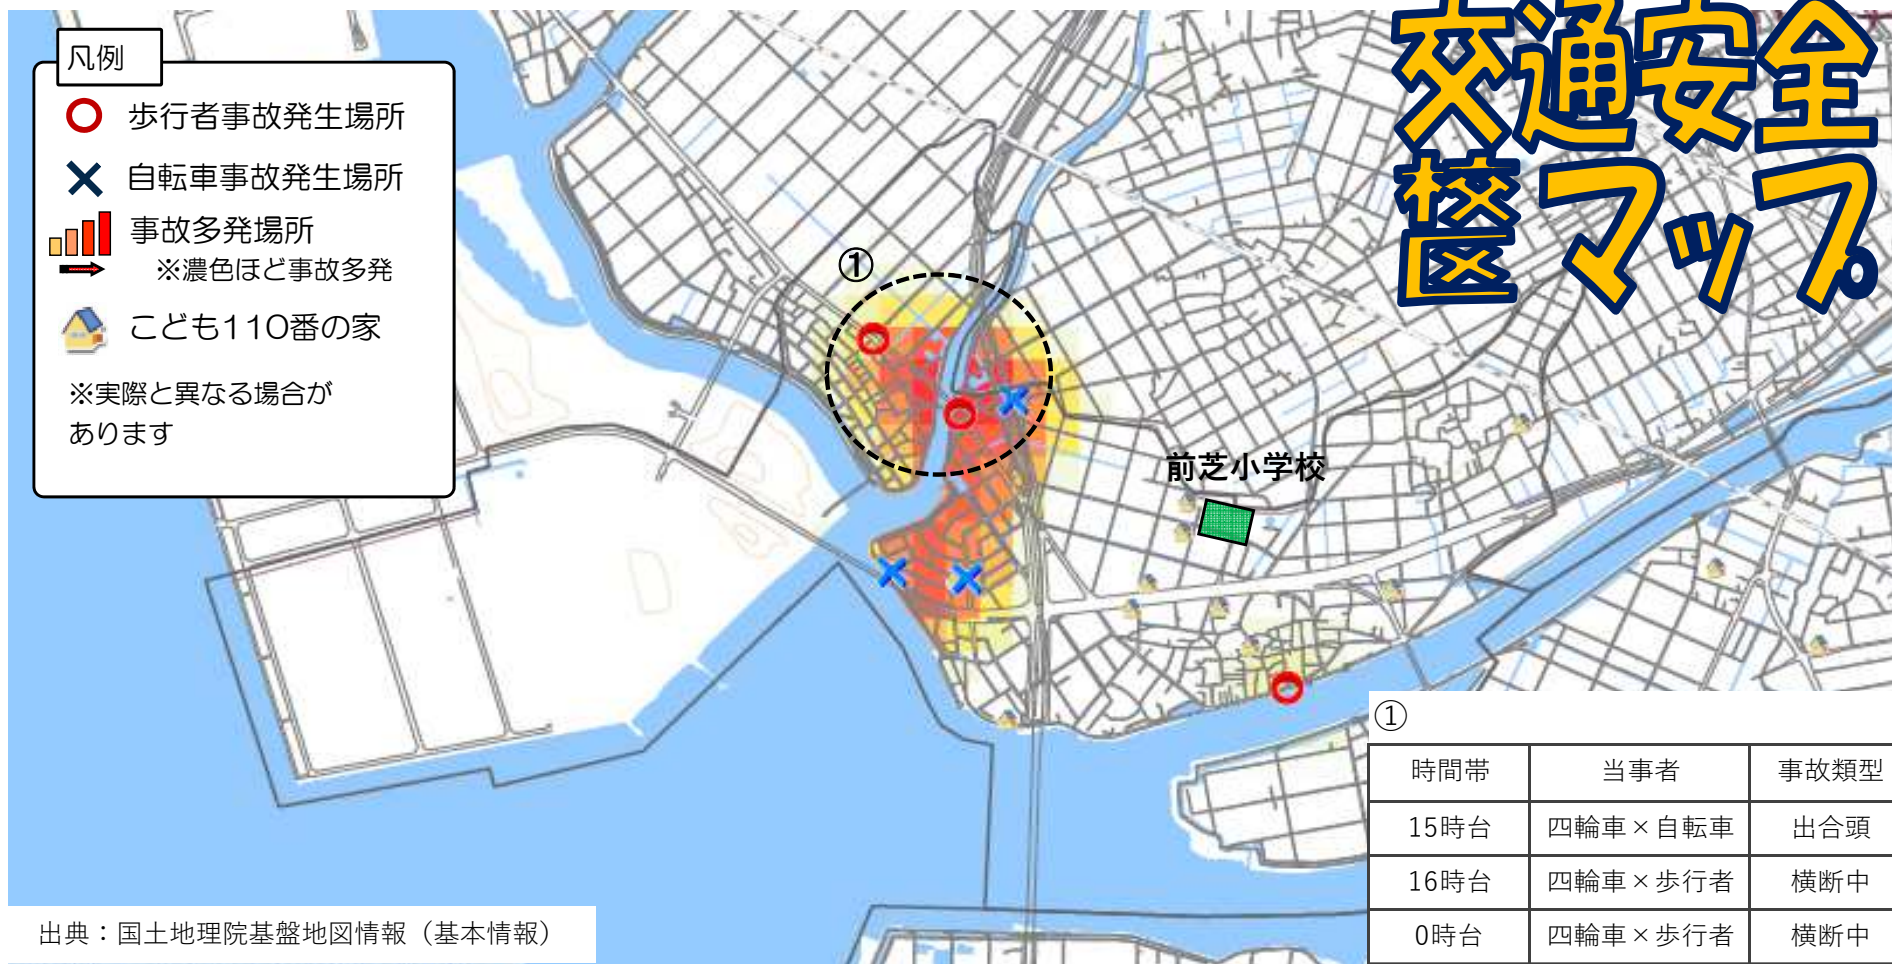 交通安全
校区マップ
凡例
歩行者事故発生場所
自転車事故発生場所
事故多発場所
※濃色ほど事故多発
こども110番の家
※実際と異なる場合が
あります
①
前芝小学校
①
時間帯 当事者 事故類型
15時台 四輪車×自転車 出合頭
16時台 四輪車×歩行者 横断中
0時台 四輪車×歩行者 横断中
出典：国土地理院基盤地図情報（基本情報）